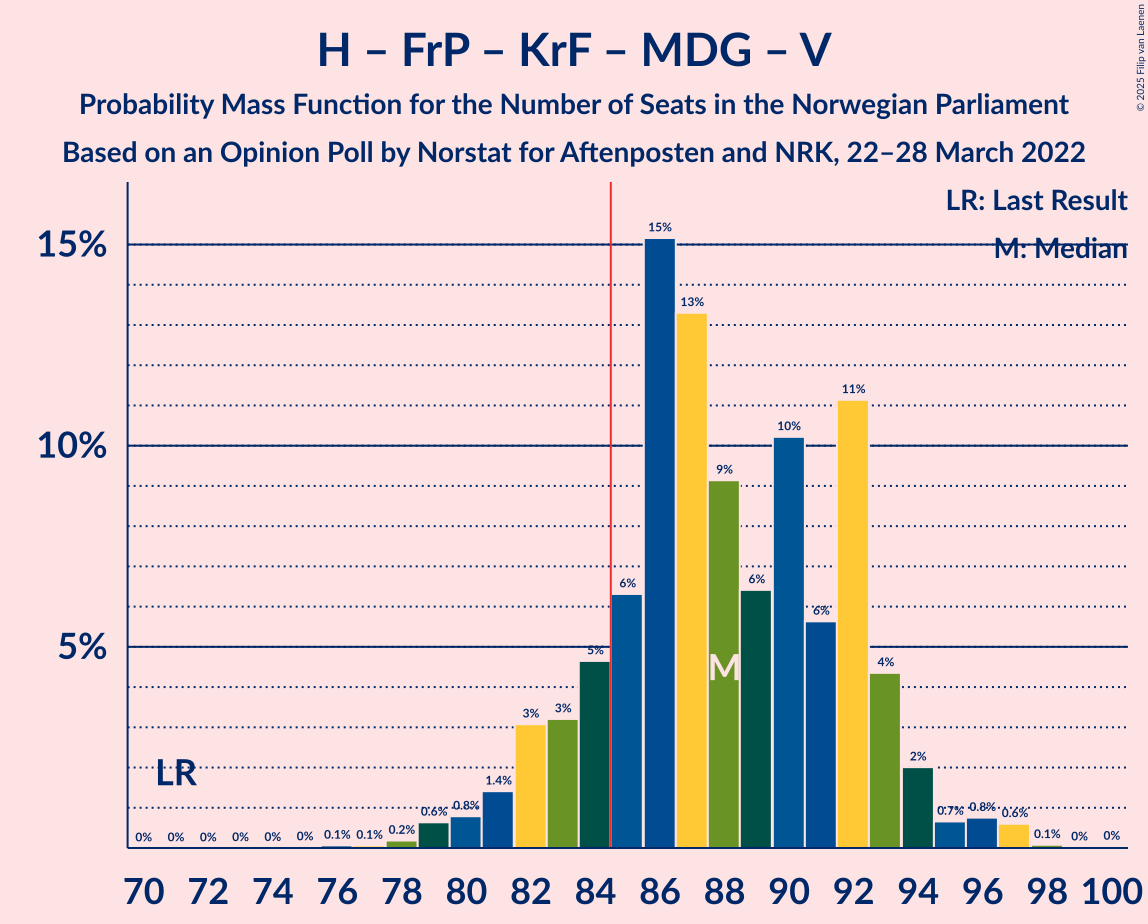 H – FrP – KrF – MDG – V
Probability Mass Function for the Number of Seats in the Norwegian Parliament
Based on an Opinion Poll by Norstat for Aftenposten and NRK, 22–28 March 2022
© 2025 Filip van Laenen
LR: Last Result
M: Median
15%
10%
5%
LR
M
0% 0% 0% 0% 0% 0% 0.1% 0.1% 0.2% 0.6% 0.8% 1.4% 3% 3% 5% 6% 15% 13% 9% 6% 10% 6% 11% 4% 2% 0.7% 0.8% 0.6% 0.1% 0% 0%
70 72 74 76 78 80 82 84 86 88 90 92 94 96 98 100